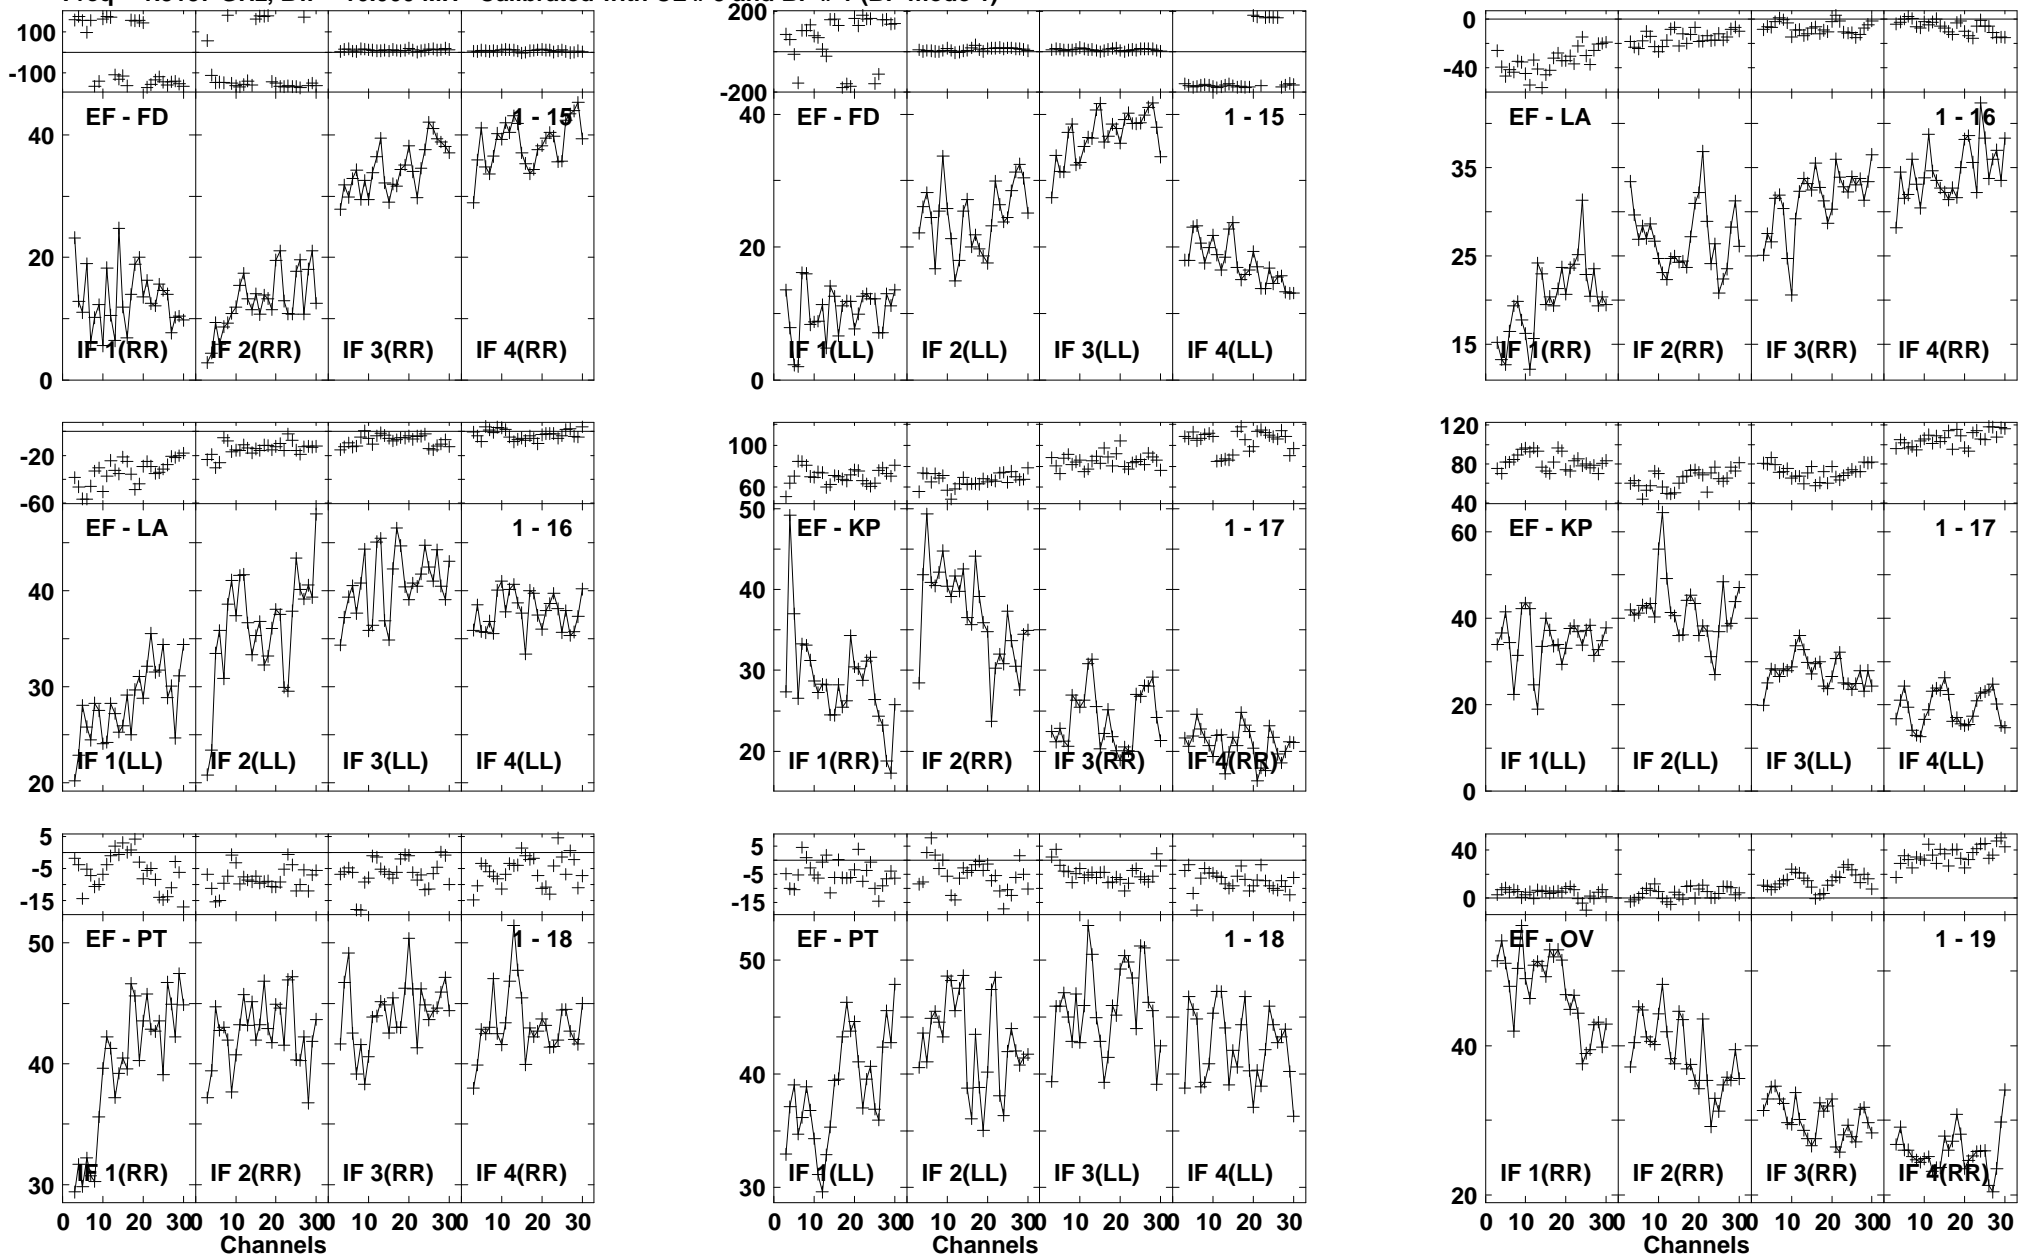 100
-100
EF - FD
1 - 15
40
20
0
IF 1(RR)
IF 2(RR)
IF 3(RR)
IF 4(RR)
200
0
-200
EF - FD
1 - 15
40
20
0
IF 1(LL)
IF 2(LL)
IF 3(LL)
IF 4(LL)
0
-40
EF - LA
1 - 16
35
25
15
IF 1(RR)
IF 2(RR)
IF 3(RR)
IF 4(RR)
-20
-60
EF - LA
1 - 16
40
30
20
IF 1(LL)
IF 2(LL)
IF 3(LL)
IF 4(LL)
100
60
EF - KP
1 - 17
50
40
30
20
IF 1(RR)
IF 2(RR)
IF 3(RR)
IF 4(RR)
120
80
40
EF - KP
1 - 17
60
40
20
0
IF 1(LL)
IF 2(LL)
IF 3(LL)
IF 4(LL)
5
-5
-15
EF - PT
1 - 18
50
40
30
IF 1(RR)
IF 2(RR)
IF 3(RR)
IF 4(RR)
0 10 20 30 0 10 20 30 0 10 20 30 0 10 20 30
Channels
5
-5
-15
EF - PT
1 - 18
50
40
30
IF 1(LL)
IF 2(LL)
IF 3(LL)
IF 4(LL)
0 10 20 30 0 10 20 30 0 10 20 30 0 10 20 30
Channels
40
0
EF - OV
1 - 19
40
20
IF 1(RR)
IF 2(RR)
IF 3(RR)
IF 4(RR)
0 10 20 30 0 10 20 30 0 10 20 30 0 10 20 30
Channels